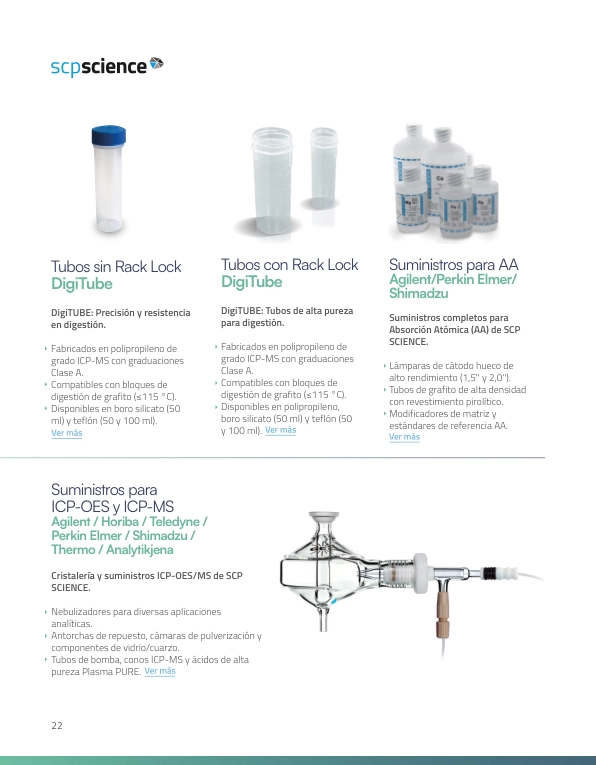 scpscience
Tubos sin Rack Lock
DigiTube
DigiTUBE: Precisión y resistencia
en digestión.
Fabricados en polipropileno de
grado ICP-MS con graduaciones
Clase A.
Compatibles con bloques de
digestión de grafito (≤115 °C).
Disponibles en boro silicato (50
ml) y teflón (50 y 100 ml).
Ver más
Tubos con Rack Lock
DigiTube
DigiTUBE: Tubos de alta pureza
para digestión.
Fabricados en polipropileno de
grado ICP-MS con graduaciones
Clase A.
Compatibles con bloques de
digestión de grafito (≤115 °C).
Disponibles en polipropileno,
boro silicato (50 ml) y teflón (50
y 100 ml). Ver más
Suministros para AA
Agilent/Perkin Elmer/
Shimadzu
Suministros completos para
Absorción Atómica (AA) de SCP
SCIENCE.
Lámparas de cátodo hueco de
alto rendimiento (1,5" y 2,0").
Tubos de grafito de alta densidad
con revestimiento pirolítico.
Modificadores de matriz y
estándares de referencia AA.
Ver más
Suministros para
ICP-OES y ICP-MS
Agilent / Horiba / Teledyne /
Perkin Elmer / Shimadzu /
Thermo / Analytikjena
Cristalería y suministros ICP-OES/MS de SCP
SCIENCE.
Nebulizadores para diversas aplicaciones
analíticas.
Antorchas de repuesto, cámaras de pulverización y
componentes de vidrio/cuarzo.
Tubos de bomba, conos ICP-MS y ácidos de alta
pureza Plasma PURE. Ver más
22